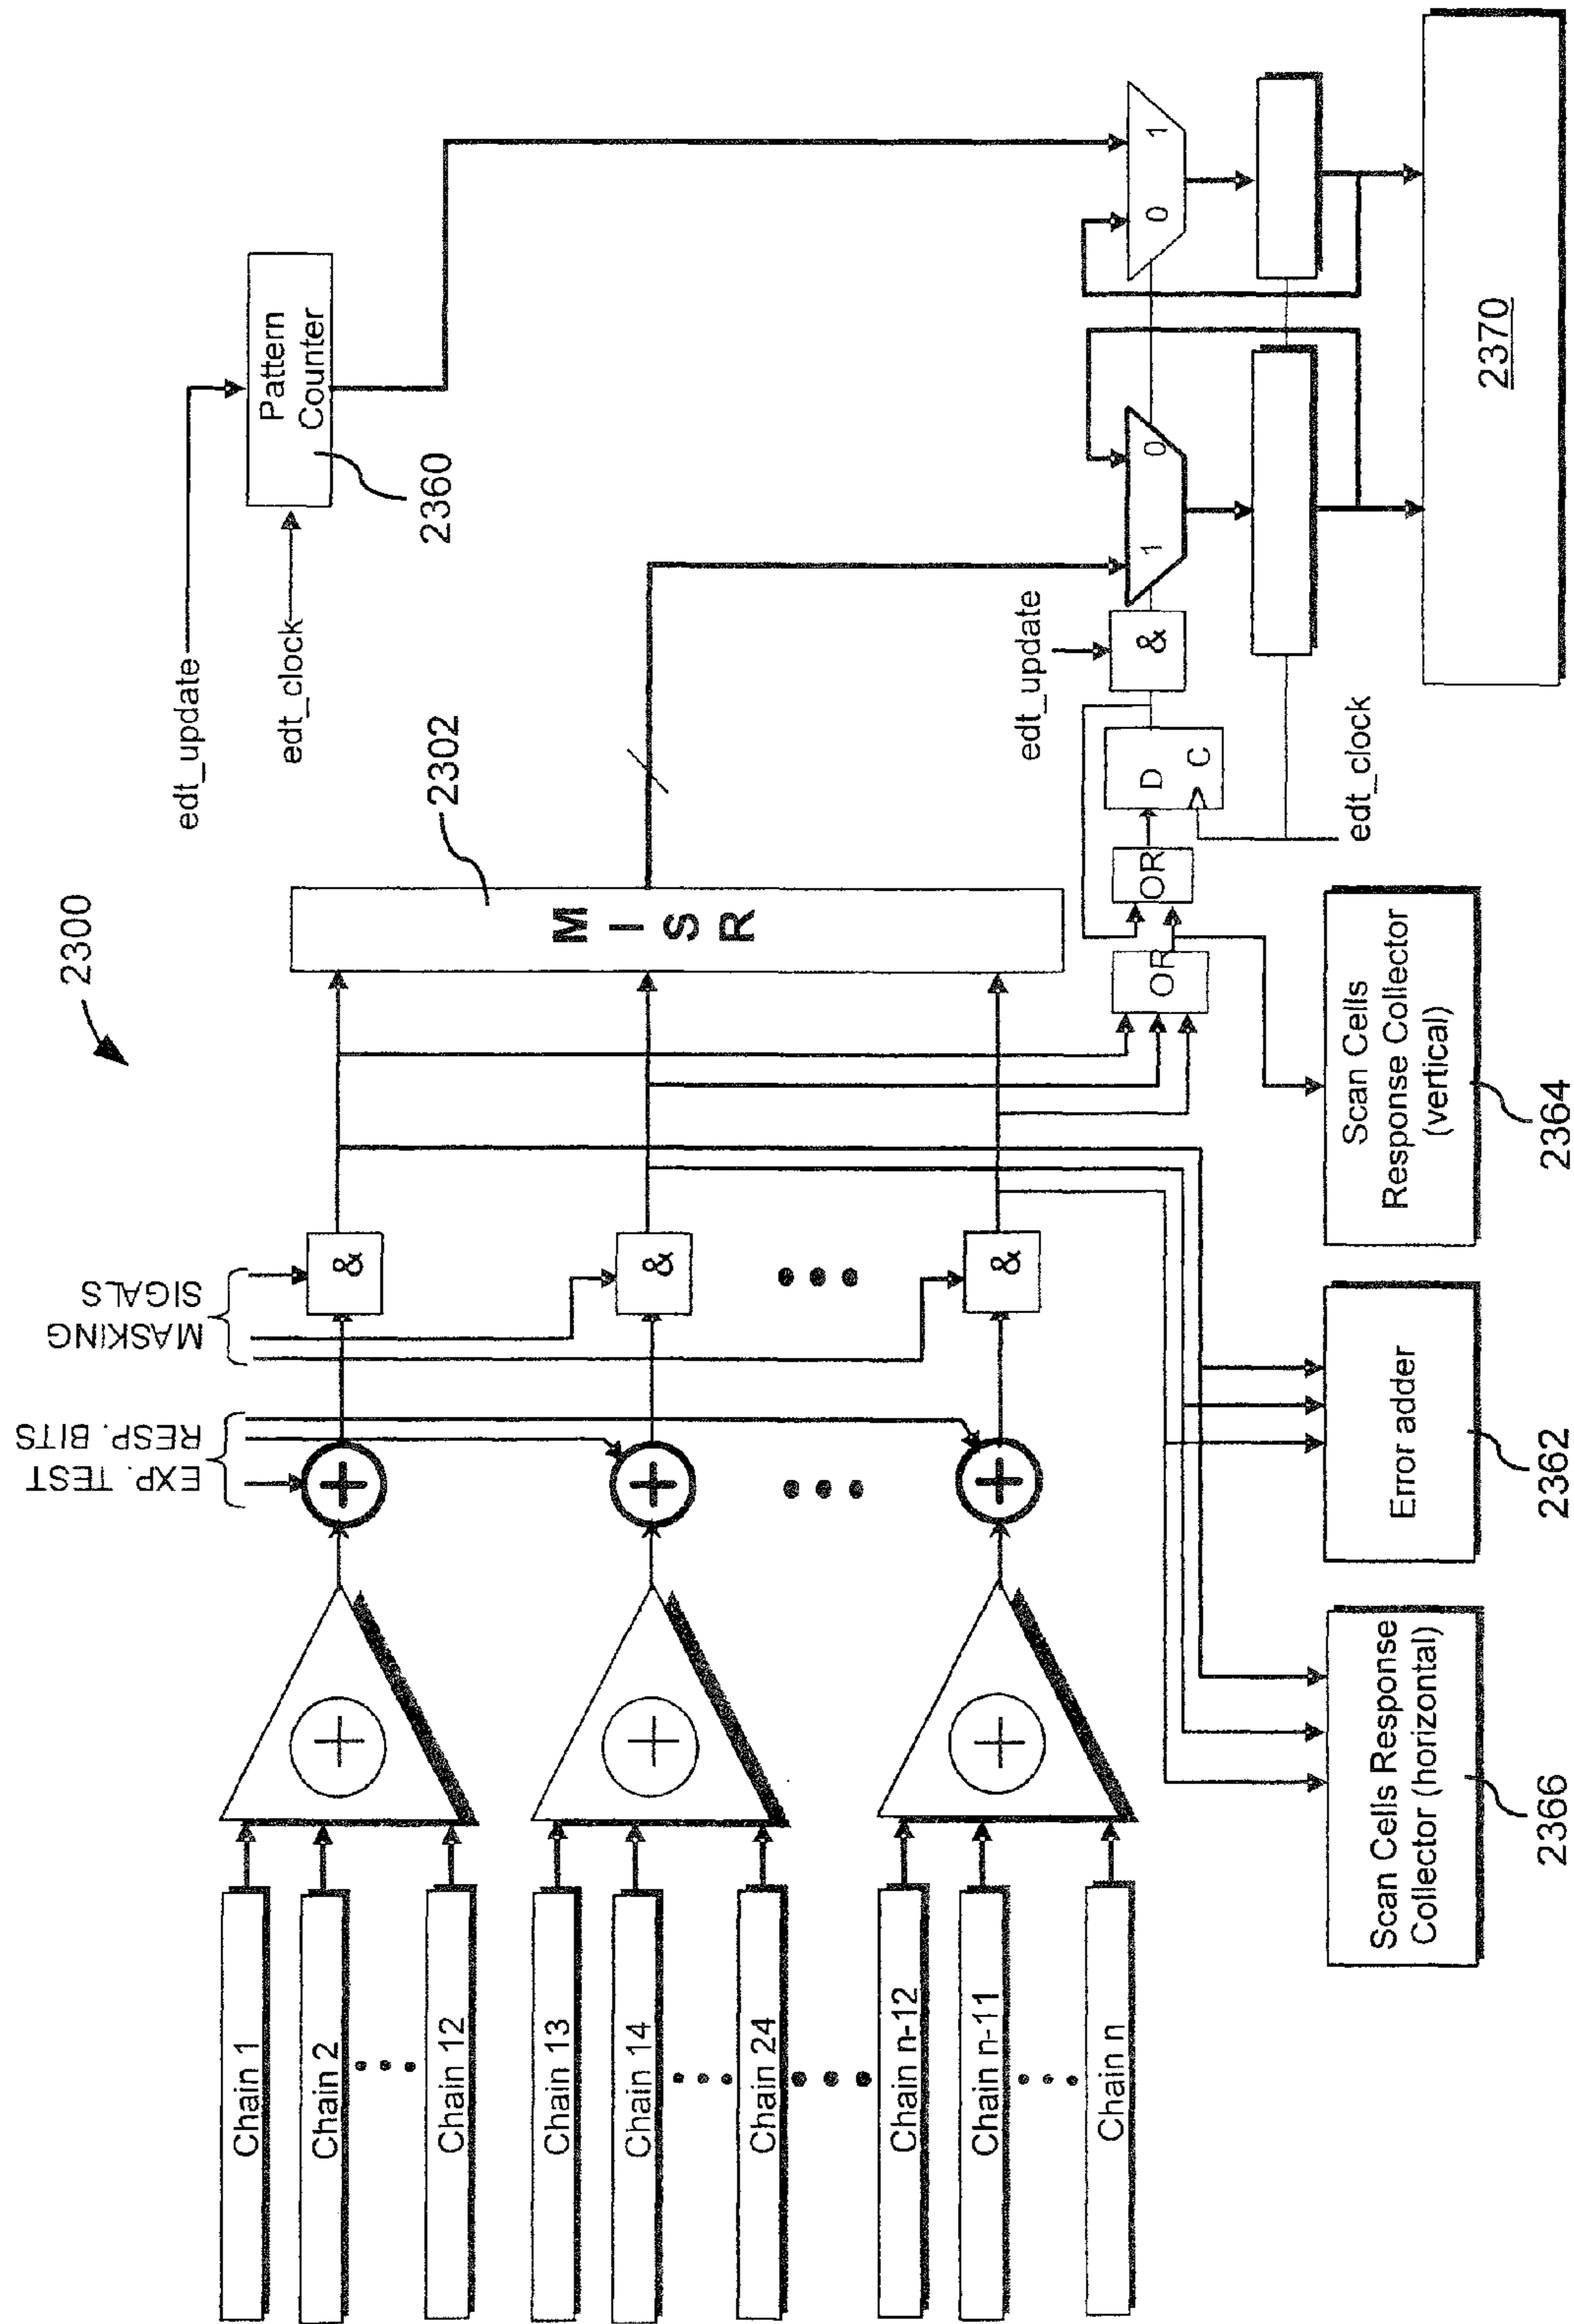 2300
Chain 1
Chain 2
Chain 12
Chain 13
Chain 14
Chain 24
Chain n-12
Chain n-11
Chain n
EXP. TEST
RESP. BITS
MASKING
SIGALS
+
+
+
+
+
+
&
&
&
MISR
2302
edt_update
edt_clock
Pattern
Counter
2360
OR
OR
D
C
edt_clock
edt_update
&
1
0
0
1
Scan Cells Response
Collector (horizontal)
2366
Error adder
2362
Scan Cells
Response Collector
(vertical)
2364
2370